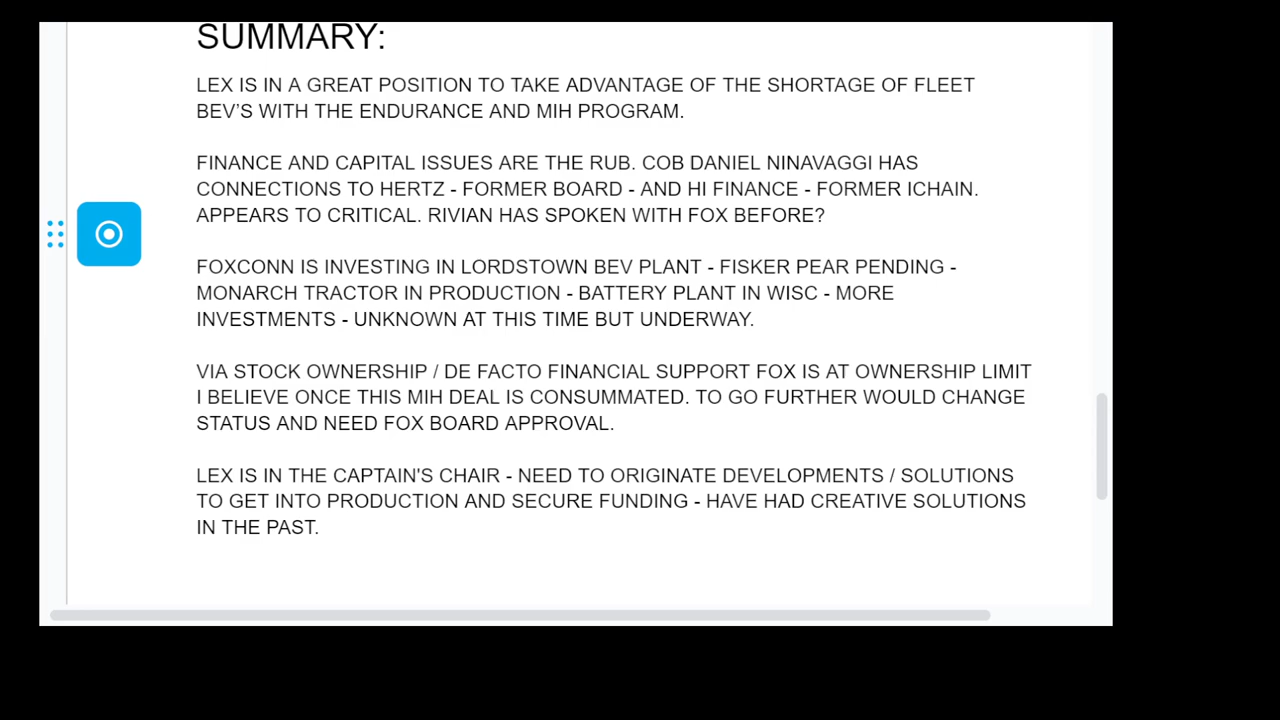 SUMMARY:
LEX IS IN A GREAT POSITION TO TAKE ADVANTAGE OF THE SHORTAGE OF FLEET
BEV’S WITH THE ENDURANCE AND MIH PROGRAM.
FINANCE AND CAPITAL ISSUES ARE THE RUB. COB DANIEL NINAVAGGI HAS
CONNECTIONS TO HERTZ - FORMER BOARD - AND HI FINANCE - FORMER ICHAIN.
APPEARS TO CRITICAL. RIVIAN HAS SPOKEN WITH FOX BEFORE?
FOXCONN IS INVESTING IN LORDSTOWN BEV PLANT - FISKER PEAR PENDING -
MONARCH TRACTOR IN PRODUCTION - BATTERY PLANT IN WISC - MORE
INVESTMENTS - UNKNOWN AT THIS TIME BUT UNDERWAY.
VIA STOCK OWNERSHIP / DE FACTO FINANCIAL SUPPORT FOX IS AT OWNERSHIP LIMIT
I BELIEVE ONCE THIS MIH DEAL IS CONSUMMATED. TO GO FURTHER WOULD CHANGE
STATUS AND NEED FOX BOARD APPROVAL.
LEX IS IN THE CAPTAIN'S CHAIR - NEED TO ORIGINATE DEVELOPMENTS / SOLUTIONS
TO GET INTO PRODUCTION AND SECURE FUNDING - HAVE HAD CREATIVE SOLUTIONS
IN THE PAST.